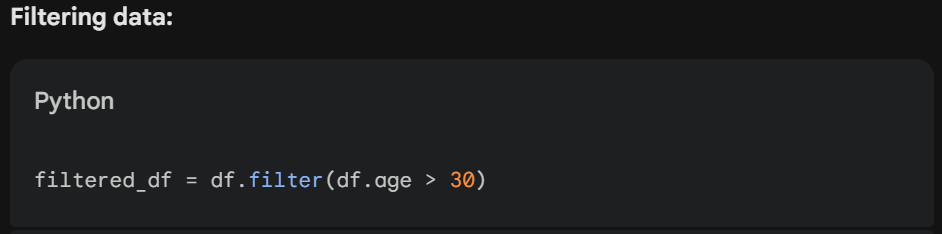 Filtering data:
Python
filtered_df = df.filter(df.age > 30)